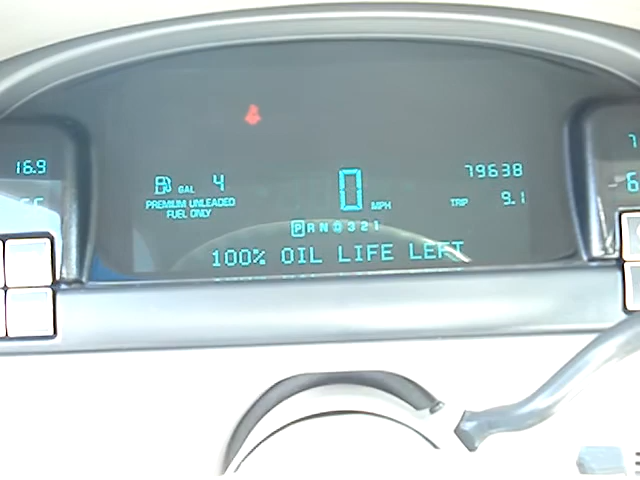 16.9
GAL 4
PREMIUM UNLEADED
FUEL ONLY
0 MPH
79638
TRIP 9.1
PRND321
100% OIL LIFE LEFT